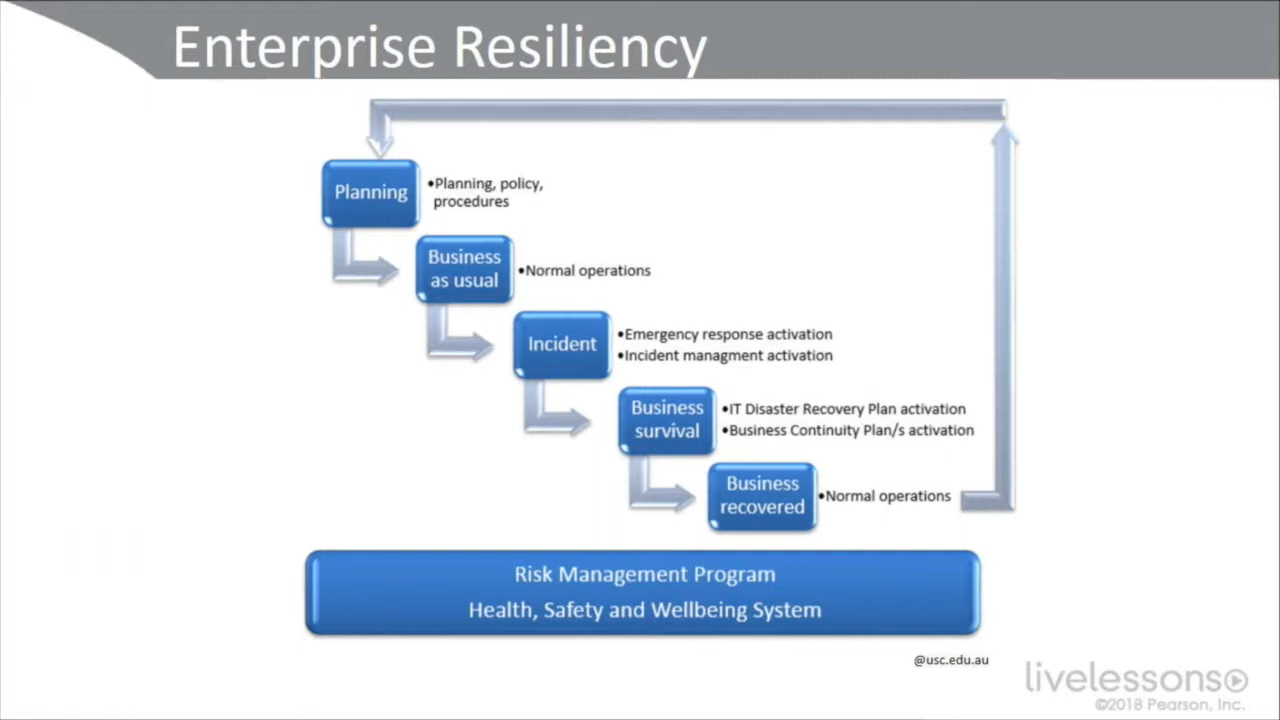 Enterprise Resiliency
Planning
•Planning, policy,
procedures
Business
as usual
•Normal operations
Incident
•Emergency response activation
•Incident managment activation
Business
survival
•IT Disaster Recovery Plan activation
•Business Continuity Plan/s activation
Business
recovered
•Normal operations
Risk Management Program
Health, Safety and Wellbeing System
@usc.edu.au
livelessons
©2018 Pearson, Inc.